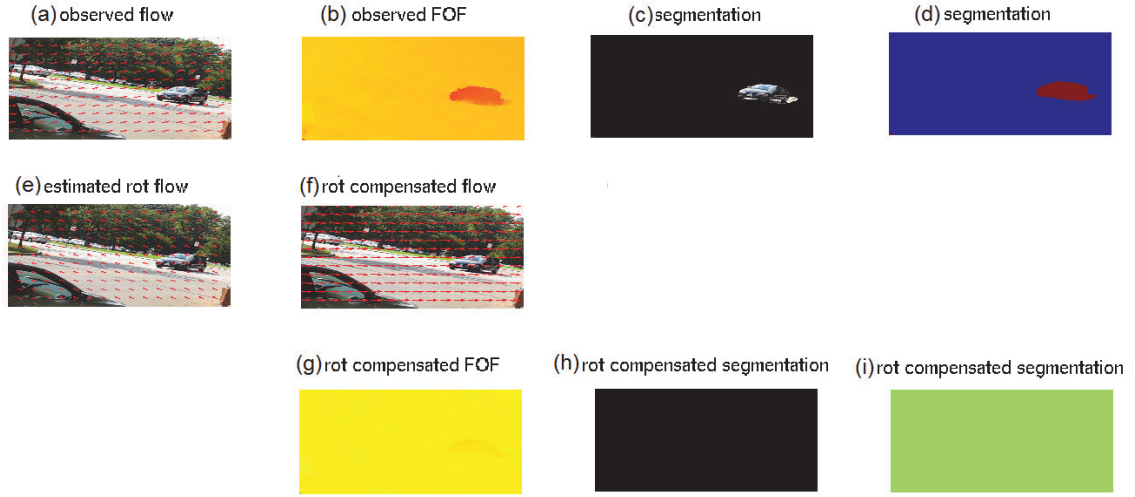 (a) observed flow
(b) observed FOF
(c) segmentation
(d) segmentation
(e) estimated rot flow
(f) rot compensated flow
(g) rot compensated FOF
(h) rot compensated segmentation
(i) rot compensated segmentation